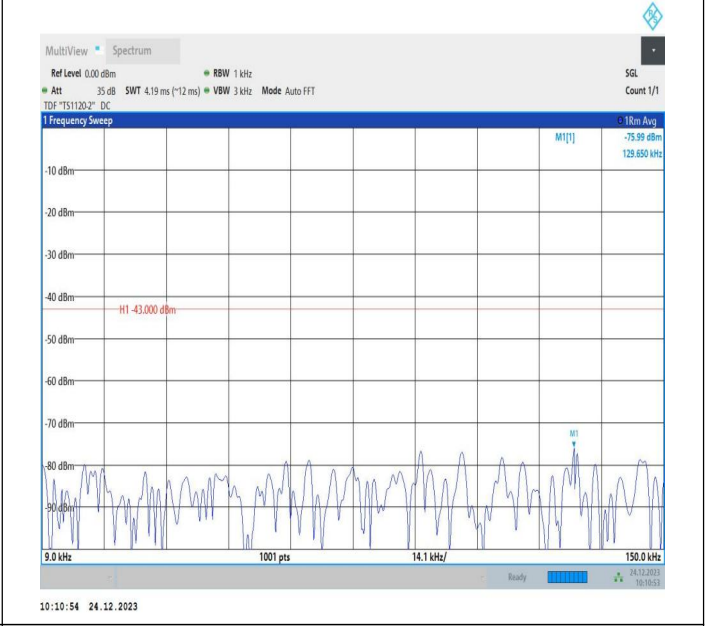 R S
MultiView Spectrum
Ref Level 0.00 dBm RBW 1 kHz SGL
Att 35 dB SWT 4.19 ms (~12 ms) VBW 3 kHz Mode Auto FFT Count 1/1
TDF "TS1120-2" DC
1 Frequency Sweep 1Rm Avg
M1[1] -75.99 dBm
129.650 kHz
-10 dBm
-20 dBm
-30 dBm
-40 dBm
H1 -43.000 dBm
-50 dBm
-60 dBm
-70 dBm
M1
-80 dBm
-90 dBm
9.0 kHz 1001 pts 14.1 kHz/ 150.0 kHz
Ready 24.12.2023
10:10:53
10:10:54 24.12.2023